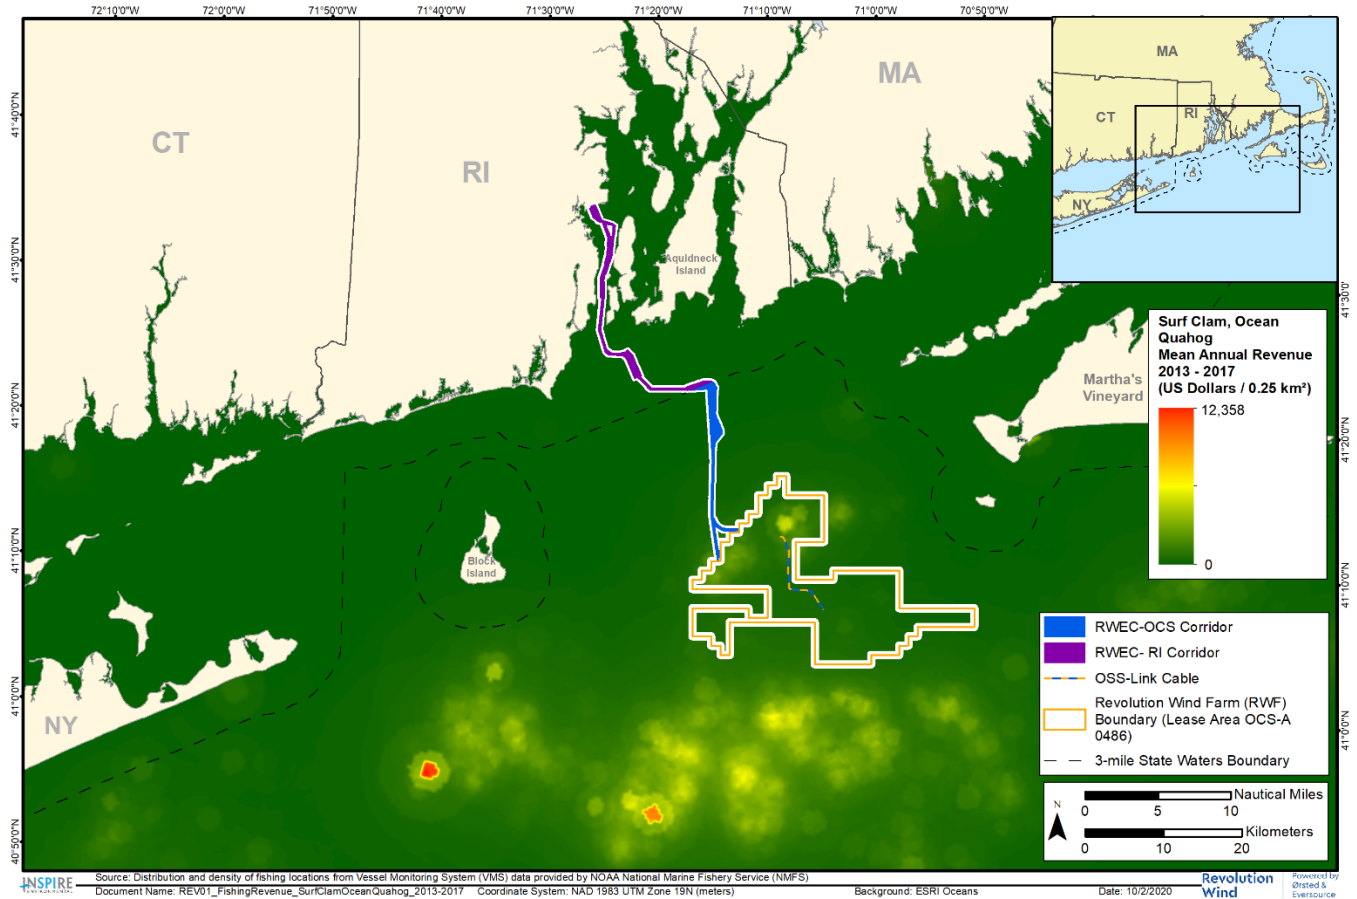 72°10'0"W 72°0'0"W 71°50'0"W 71°40'0"W 71°30'0"W 71°20'0"W 71°10'0"W 71°0'0"W 70°50'0"W
41°40'0"N
41°30'0"N
41°20'0"N
41°10'0"N
41°0'0"N
40°50'0"N
CT
RI
MA
NY
Aquidneck
Island
Block
Island
Martha's
Vineyard
MA
CT
RI
NY
41°30'0"
41°20'0"N
41°10'0"N
41°0'0"N
Surf Clam, Ocean
Quahog
Mean Annual Revenue
2013 - 2017
(US Dollars / 0.25 km²)
12,358
0
RWEC-OCS Corridor
RWEC- RI Corridor
OSS-Link Cable
Revolution Wind Farm (RWF)
Boundary (Lease Area OCS-A
0486)
3-mile State Waters Boundary
N
Nautical Miles
0 5 10
Kilometers
0 10 20
INSPIRE
ENVIRONMENTAL
Source: Distribution and density of fishing locations from Vessel Monitoring System (VMS) data provided by NOAA National Marine Fishery Service (NMFS)
Document Name: REV01_FishingRevenue_SurfClamOceanQuahog_2013-2017 Coordinate System: NAD 1983 UTM Zone 19N (meters) Background: ESRI Oceans Date: 10/2/2020
Revolution
Wind
Powered by
Ørsted &
Eversource